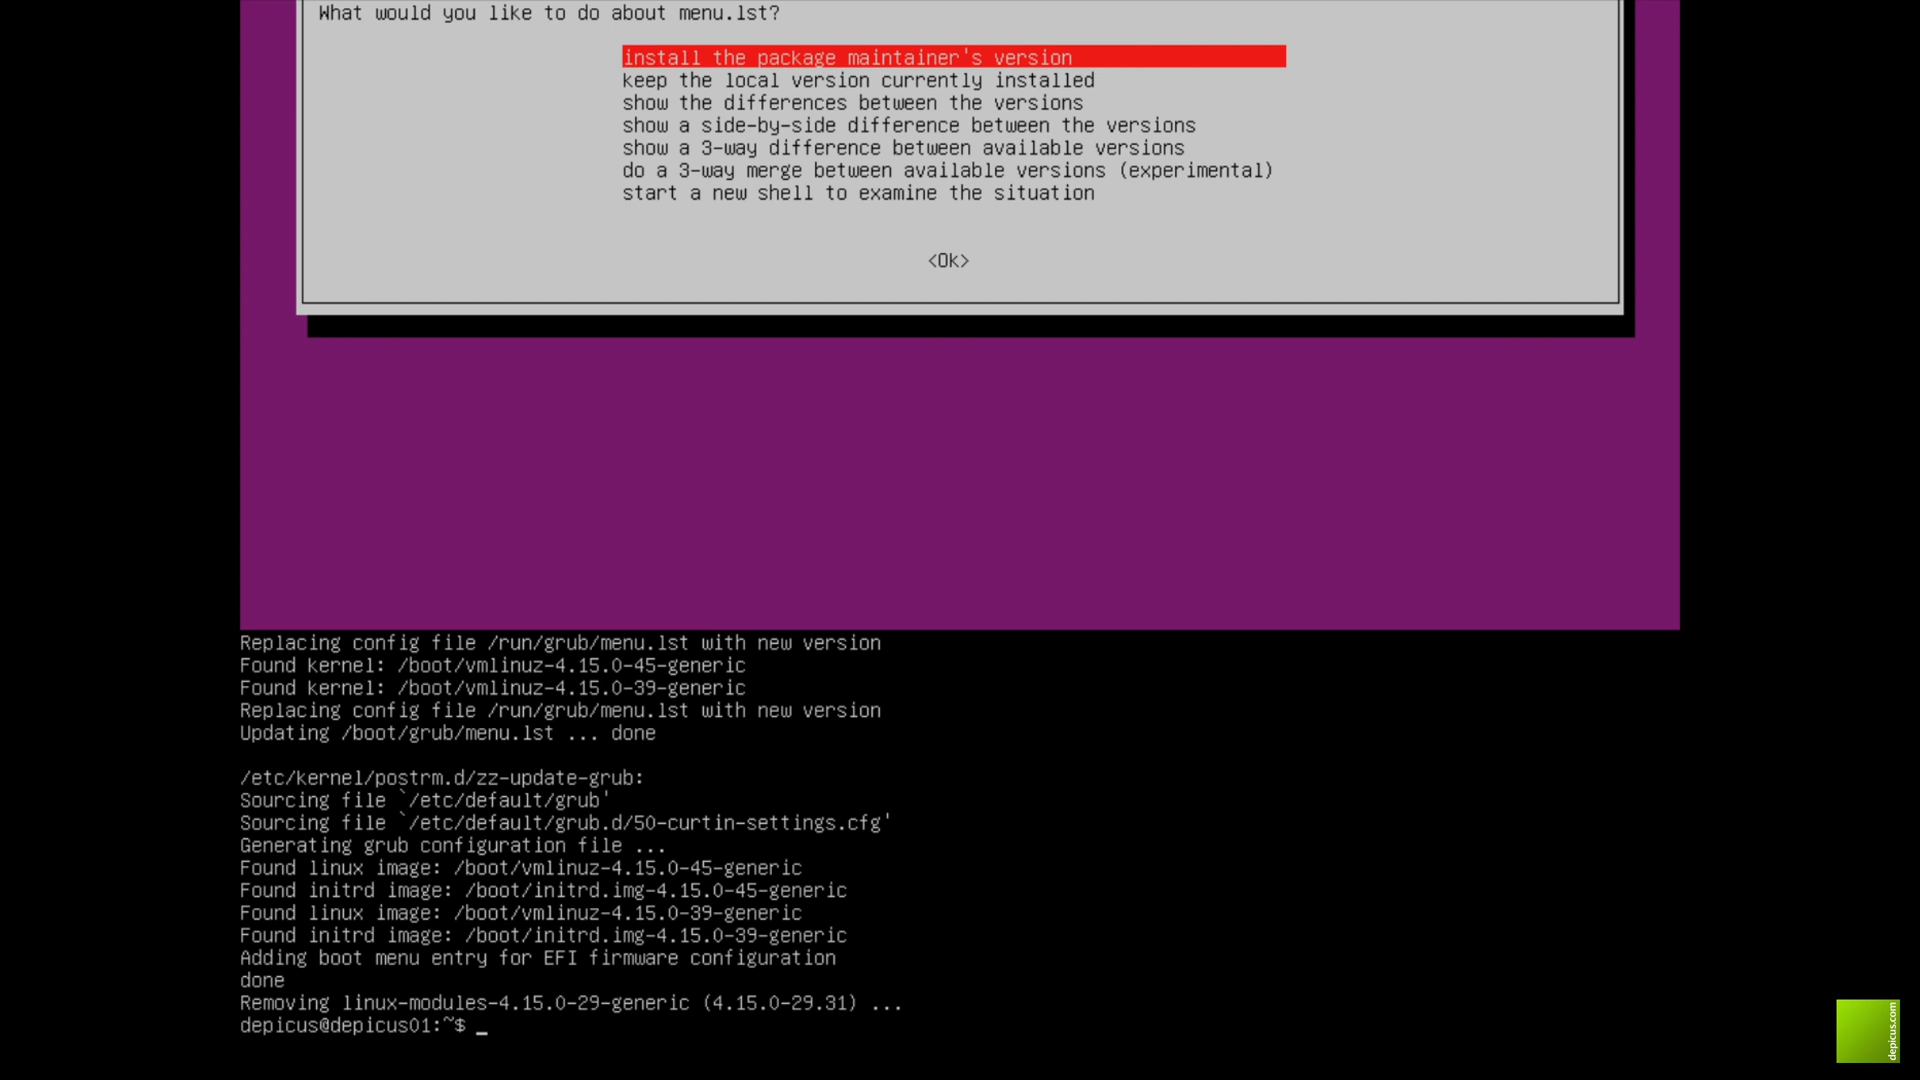 What would you like to do about menu.lst?
install the package maintainer's version
keep the local version currently installed
show the differences between the versions
show a side-by-side difference between the versions
show a 3-way difference between available versions
do a 3-way merge between available versions (experimental)
start a new shell to examine the situation
<Ok>
Replacing config file /run/grub/menu.lst with new version
Found kernel: /boot/vmlinuz-4.15.0-45-generic
Found kernel: /boot/vmlinuz-4.15.0-39-generic
Replacing config file /run/grub/menu.lst with new version
Updating /boot/grub/menu.lst ... done
/etc/kernel/postrm.d/zz-update-grub:
Sourcing file `/etc/default/grub'
Sourcing file `/etc/default/grub.d/50-curtin-settings.cfg'
Generating grub configuration file ...
Found linux image: /boot/vmlinuz-4.15.0-45-generic
Found initrd image: /boot/initrd.img-4.15.0-45-generic
Found linux image: /boot/vmlinuz-4.15.0-39-generic
Found initrd image: /boot/initrd.img-4.15.0-39-generic
Adding boot menu entry for EFI firmware configuration
done
Removing linux-modules-4.15.0-29-generic (4.15.0-29.31) ...
depicus@depicus01:~$ _
depicus.com